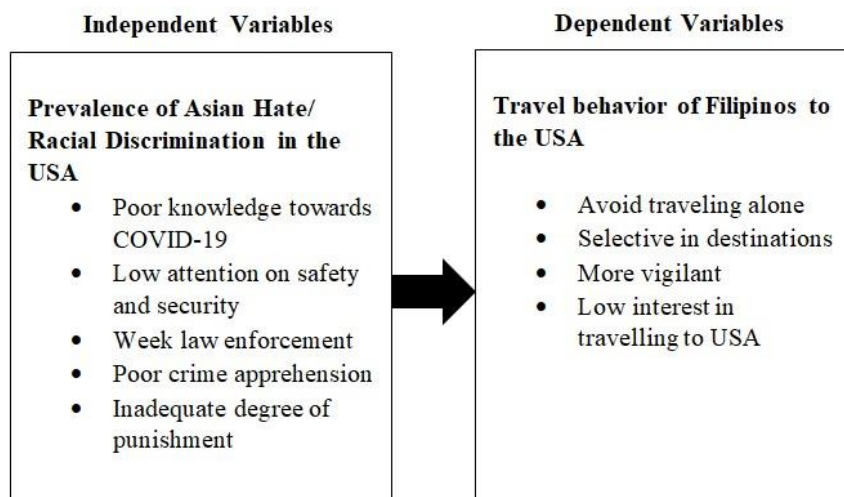 Independent Variables
Prevalence of Asian Hate/
Racial Discrimination in the
USA
• Poor knowledge towards
COVID-19
• Low attention on safety
and security
• Week law enforcement
• Poor crime apprehension
• Inadequate degree of
punishment
Dependent Variables
Travel behavior of Filipinos to
the USA
• Avoid traveling alone
• Selective in destinations
• More vigilant
• Low interest in
travelling to USA